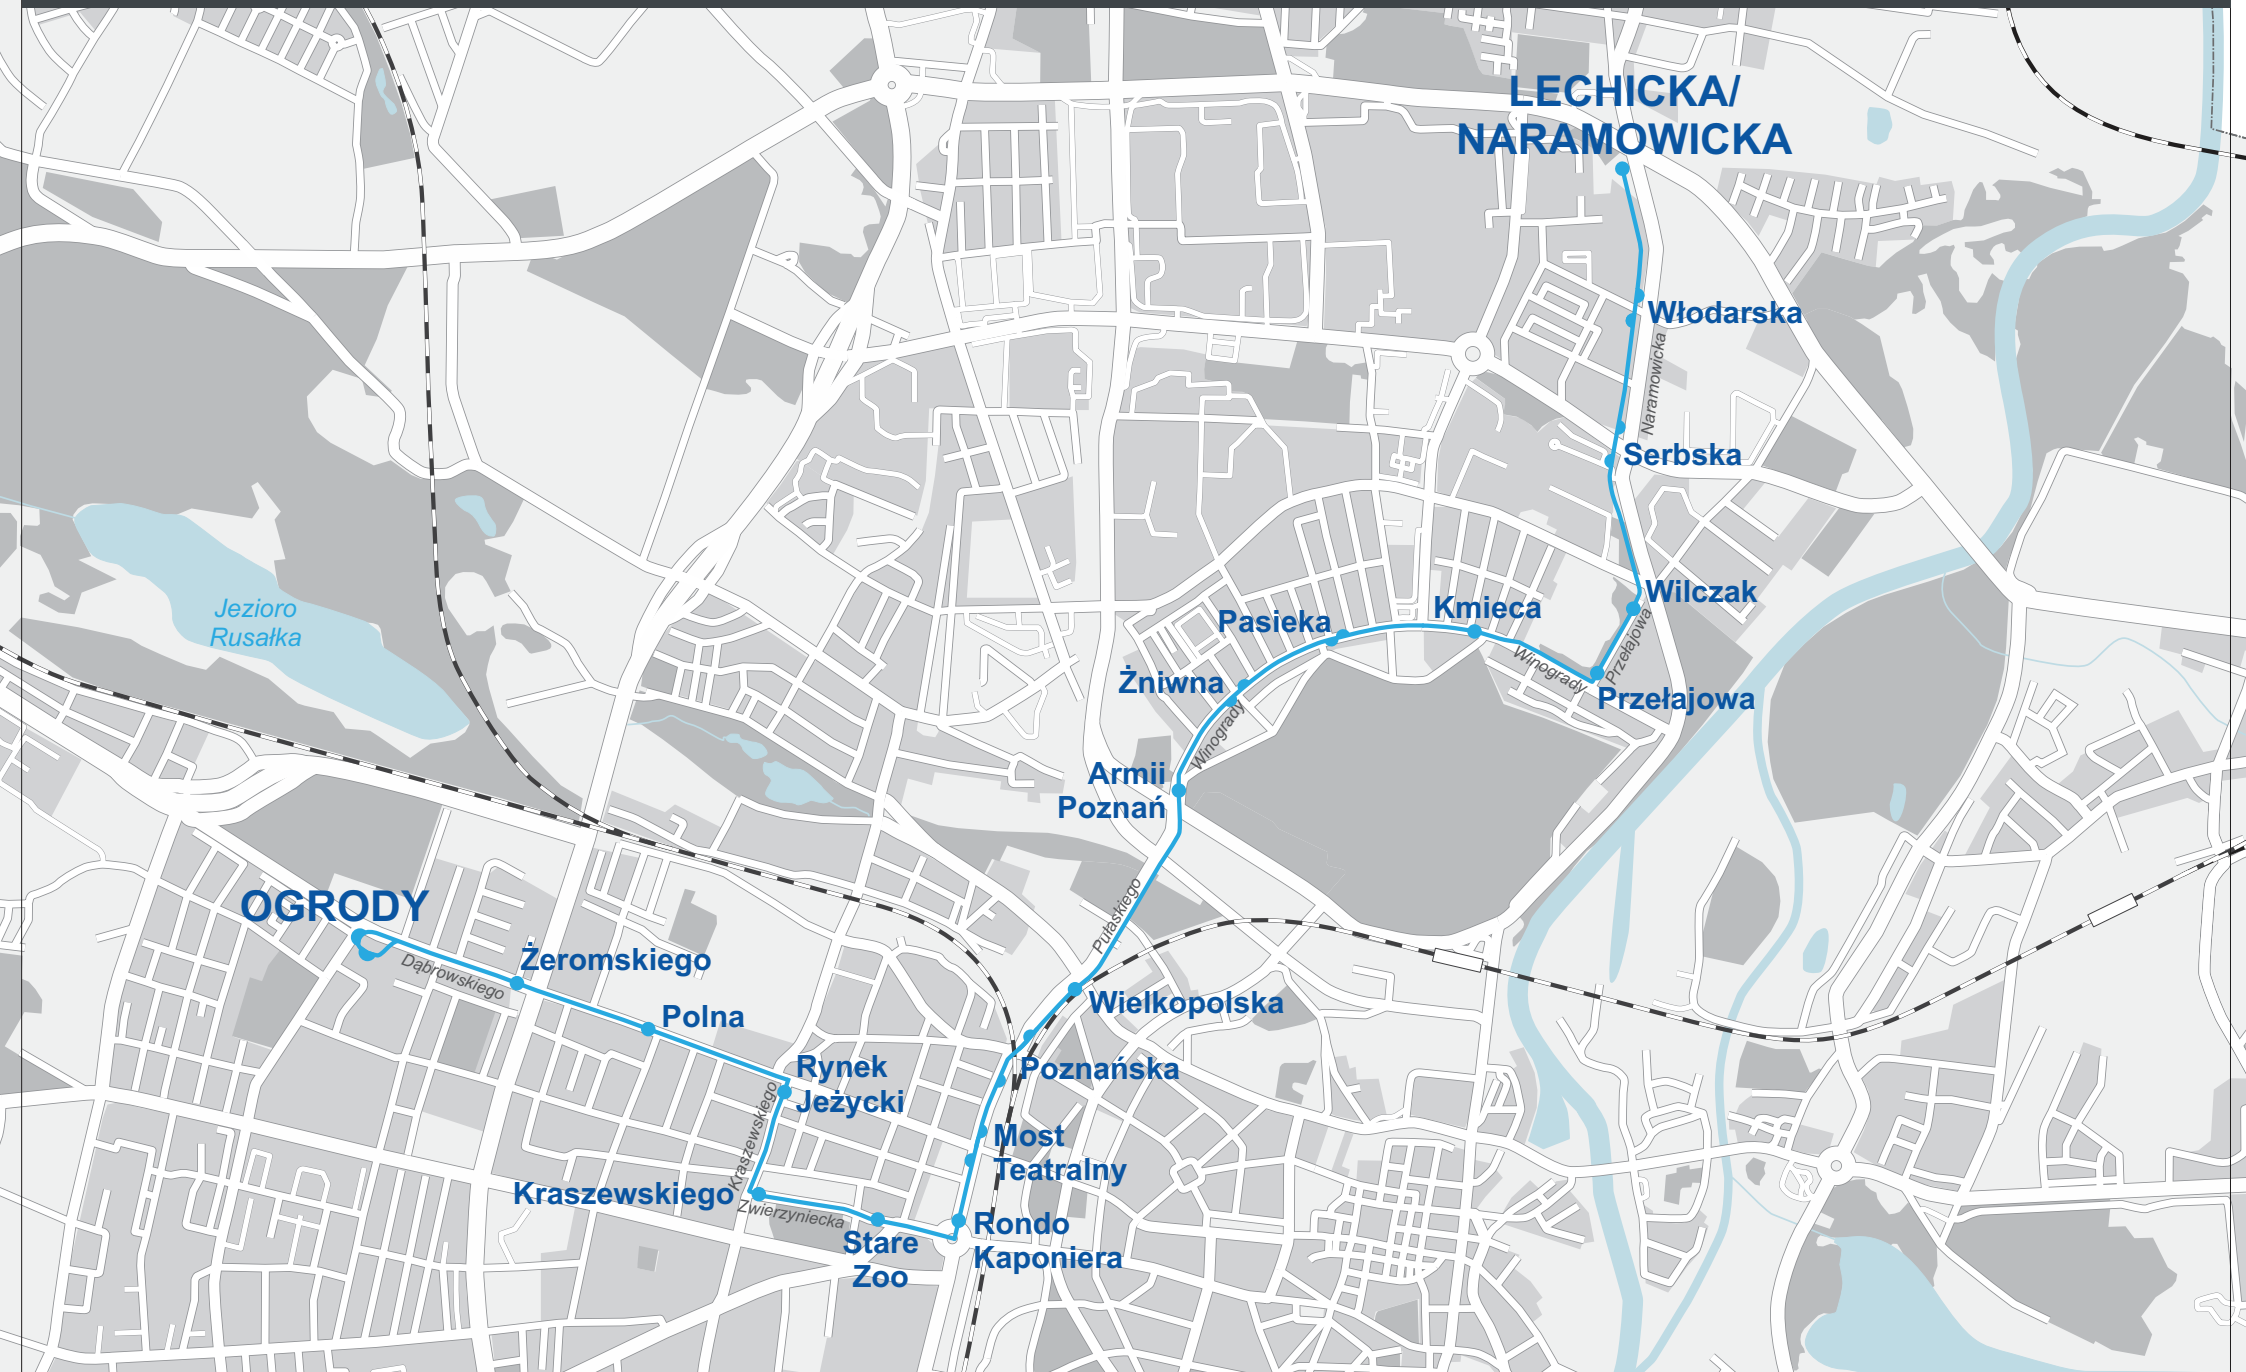 LECHICKA/
NARAMOWICKA
Włodarska
Naramowicka
Serbska
Wilczak
Przełajowa
Przełajowa
Winogrady
Kmieca
Pasieka
Żniwna
Winogrady
Armii
Poznań
Pułaskiego
Wielkopolska
Poznańska
Most
Teatralny
Rondo
Kaponiera
Stare
Zoo
Zwierzyniecka
Kraszewskiego
Kraszewskiego
Rynek
Jeżycki
Polna
Żeromskiego
Dąbrowskiego
OGRODY
Jezioro
Rusałka